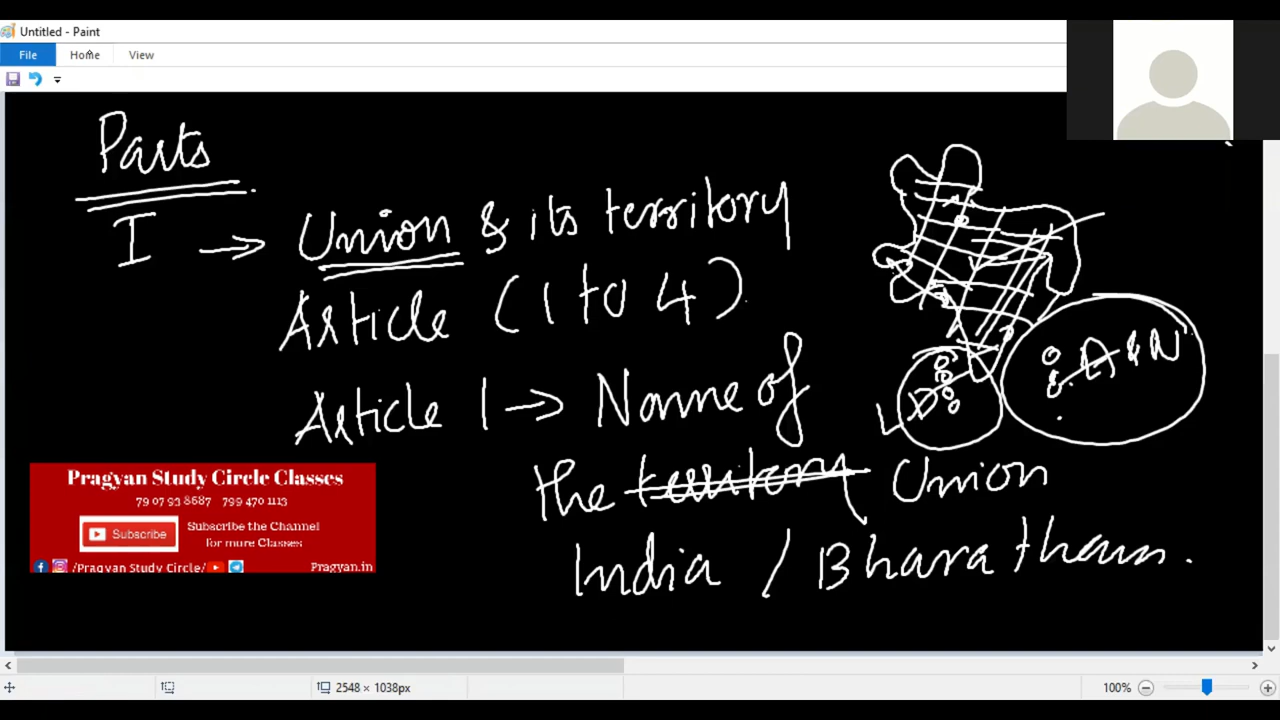 Untitled - Paint
File Home View
Parts
I → Union & its territory
Article (1 to 4)
Article 1 → Name of
the territory Union
India / Bharatham.
LD
A & N
Pragyan Study Circle Classes
79 07 93 8687 799 470 1113
Subscribe
Subscribe the Channel
for more Classes
/Pragyan Study Circle/
Pragyan.in
2548 × 1038px
100%